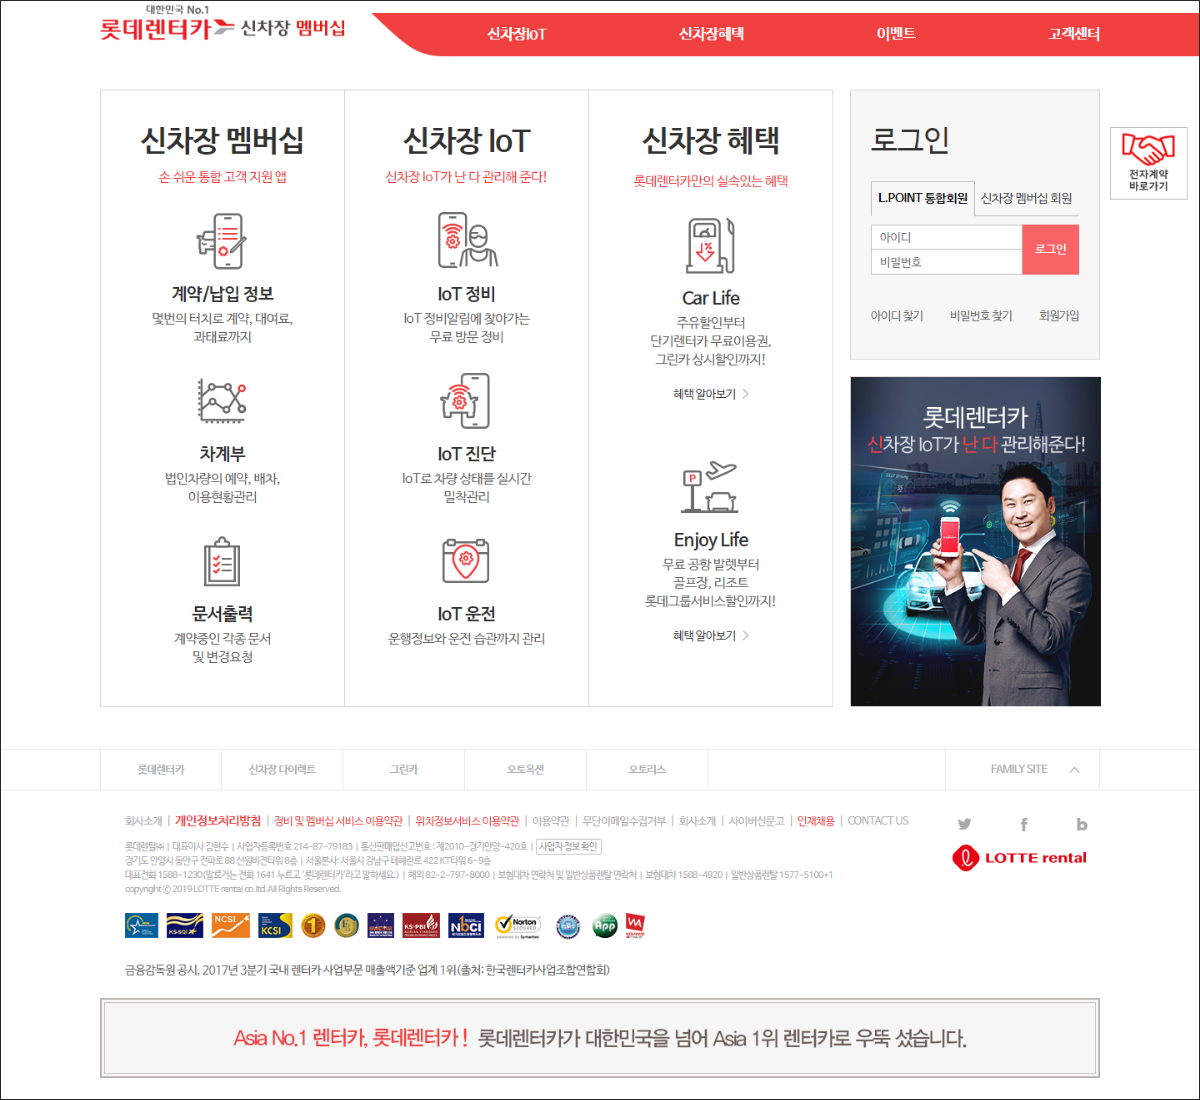 대한민국 No.1
롯데렌터카 신차장 멤버십
신차장IoT 신차장혜택 이벤트 고객센터
신차장 멤버십
손 쉬운 통합 고객 지원 앱
계약/납입 정보
몇번의 터치로 계약, 대여료,
과태료까지
차계부
법인차량의 예약, 배차,
이용현황관리
문서출력
계약중인 각종 문서
및 변경요청
신차장 IoT
신차장 IoT가 난 다 관리해 준다!
IoT 정비
IoT 정비알림에 찾아가는
무료 방문 정비
IoT 진단
IoT로 차량 상태를 실시간
밀착관리
IoT 운전
운행정보와 운전 습관까지 관리
신차장 혜택
롯데렌터카만의 실속있는 혜택
Car Life
주유할인부터
단기렌터카 무료이용권,
그린카 상시할인까지!
혜택 알아보기
P
Enjoy Life
무료 공항 발렛부터
골프장, 리조트
롯데그룹서비스할인까지!
혜택 알아보기
로그인
L.POINT 통합회원 신차장 멤버십 회원
아이디
비밀번호
로그인
아이디 찾기 비밀번호 찾기 회원가입
전자계약
바로가기
롯데렌터카
신차장 IoT가 난 다 관리해준다!
롯데렌터카 신차장 다이렉트 그린카 오토옥션 오토리스 FAMILY SITE
회사소개 | 개인정보처리방침 | 정비 및 멤버십 서비스 이용약관 | 위치정보서비스 이용약관 | 이용약관 | 무단이메일수집거부 | 회사소개 | 사이버신문고 | 인재채용 | CONTACT US
롯데렌탈㈜ | 대표이사 김현수 | 사업자등록번호 214-87-79183 | 통신판매업신고번호 : 제2010-경기안양-420호 | 사업자 정보 확인
경기도 안양시 동안구 전파로 88 신원비젼타워 8층 | 서울본사: 서울시 강남구 테헤란로 422 KT타워 6~9층
대표전화 1588-1230(말로거는 전화 1641 누르고 '롯데렌터카'라고 말하세요.) | 해외 82-2-797-8000 | 보험대차 연락처 및 일반상품렌탈 연락처 | 보험대차 1588-4920 | 일반상품렌탈 1577-5100*1
copyright ⓒ 2019 LOTTE rental co.ltd. All Rights Reserved.
LOTTE rental
KS-SQI NCSI KCSI 1 KS-PBI NBCI Norton SECURED powered by Symantec App WA
금융감독원 공시, 2017년 3분기 국내 렌터카 사업부문 매출액기준 업계 1위(출처: 한국렌터카사업조합연합회)
Asia No.1 렌터카, 롯데렌터카 ! 롯데렌터카가 대한민국을 넘어 Asia 1위 렌터카로 우뚝 섰습니다.